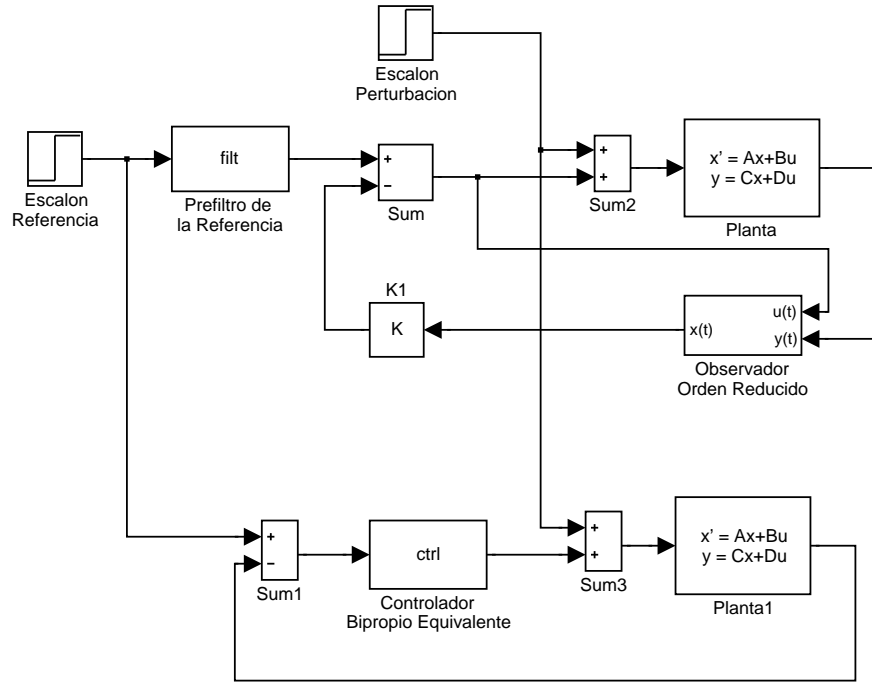 Escalon
Perturbacion
Escalon
Referencia
filt
Prefiltro de
la Referencia
+
−
Sum
+
+
Sum2
x' = Ax+Bu
y = Cx+Du
Planta
K1
K
x(t)
u(t)
y(t)
Observador
Orden Reducido
+
−
Sum1
ctrl
Controlador
Bipropio Equivalente
+
+
Sum3
x' = Ax+Bu
y = Cx+Du
Planta1